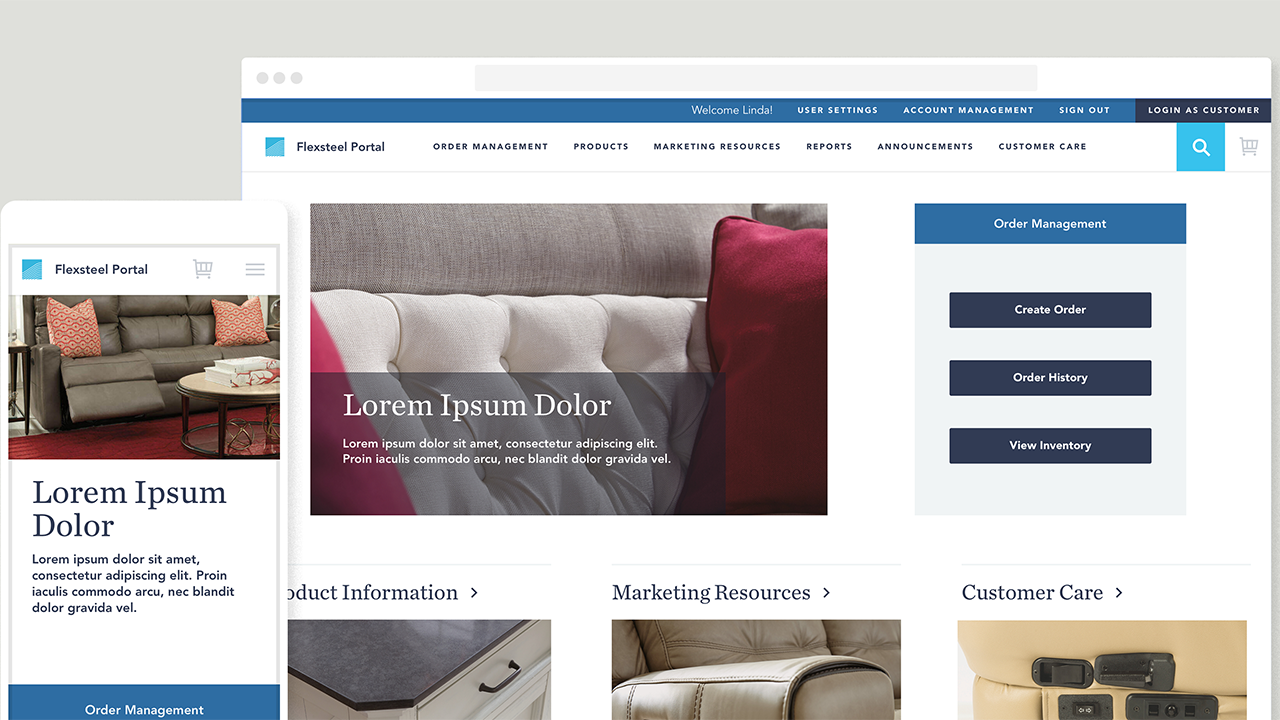 Welcome Linda!
USER SETTINGS
ACCOUNT MANAGEMENT
SIGN OUT
LOGIN AS CUSTOMER
Flexsteel Portal
ORDER MANAGEMENT
PRODUCTS
MARKETING RESOURCES
REPORTS
ANNOUNCEMENTS
CUSTOMER CARE
Lorem Ipsum Dolor
Lorem ipsum dolor sit amet, consectetur adipiscing elit.
Proin iaculis commodo arcu, nec blandit dolor gravida vel.
Order Management
Create Order
Order History
View Inventory
oduct Information
Marketing Resources
Customer Care
Flexsteel Portal
Lorem Ipsum
Dolor
Lorem ipsum dolor sit amet,
consectetur adipiscing elit. Proin
iaculis commodo arcu, nec blandit
dolor gravida vel.
Order Management